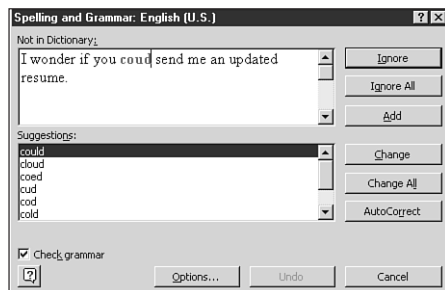 Spelling and Grammar: English (U.S.)
Not in Dictionary:
I wonder if you coud send me an updated
resume.
Ignore
Ignore All
Add
Suggestions:
could
cloud
coed
cud
cod
cold
Change
Change All
AutoCorrect
Check grammar
Options...
Undo
Cancel